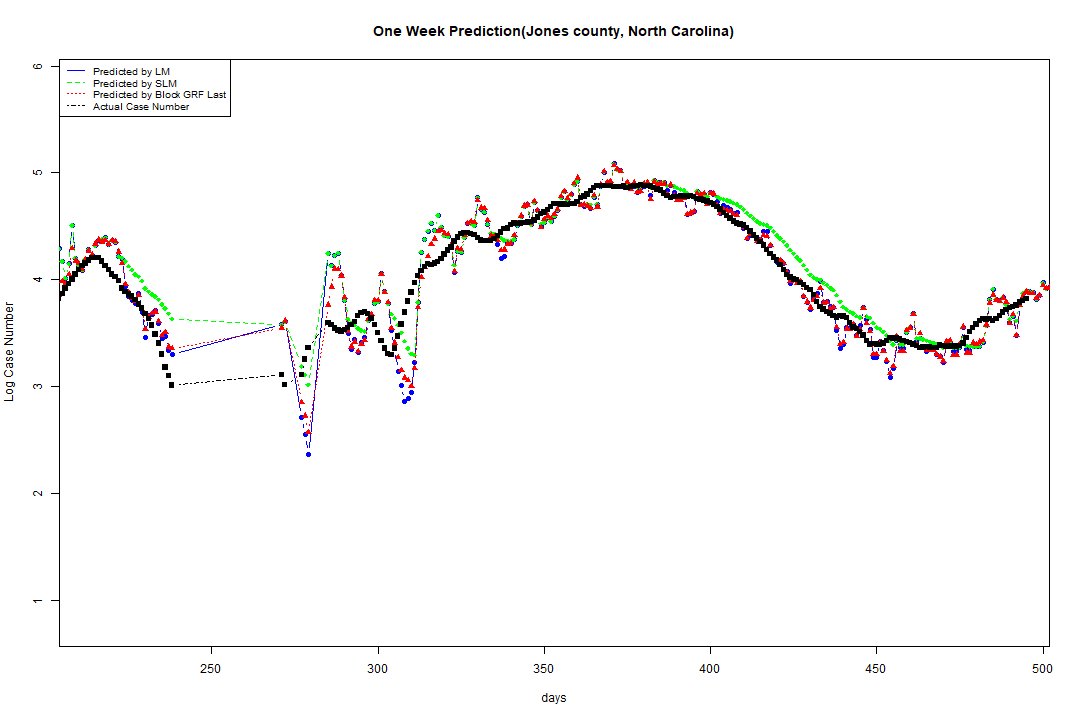 One Week Prediction(Jones county, North Carolina)
Predicted by LM
Predicted by SLM
Predicted by Block GRF Last
Actual Case Number
6
5
4
3
2
1
Log Case Number
250 300 350 400 450 500
days